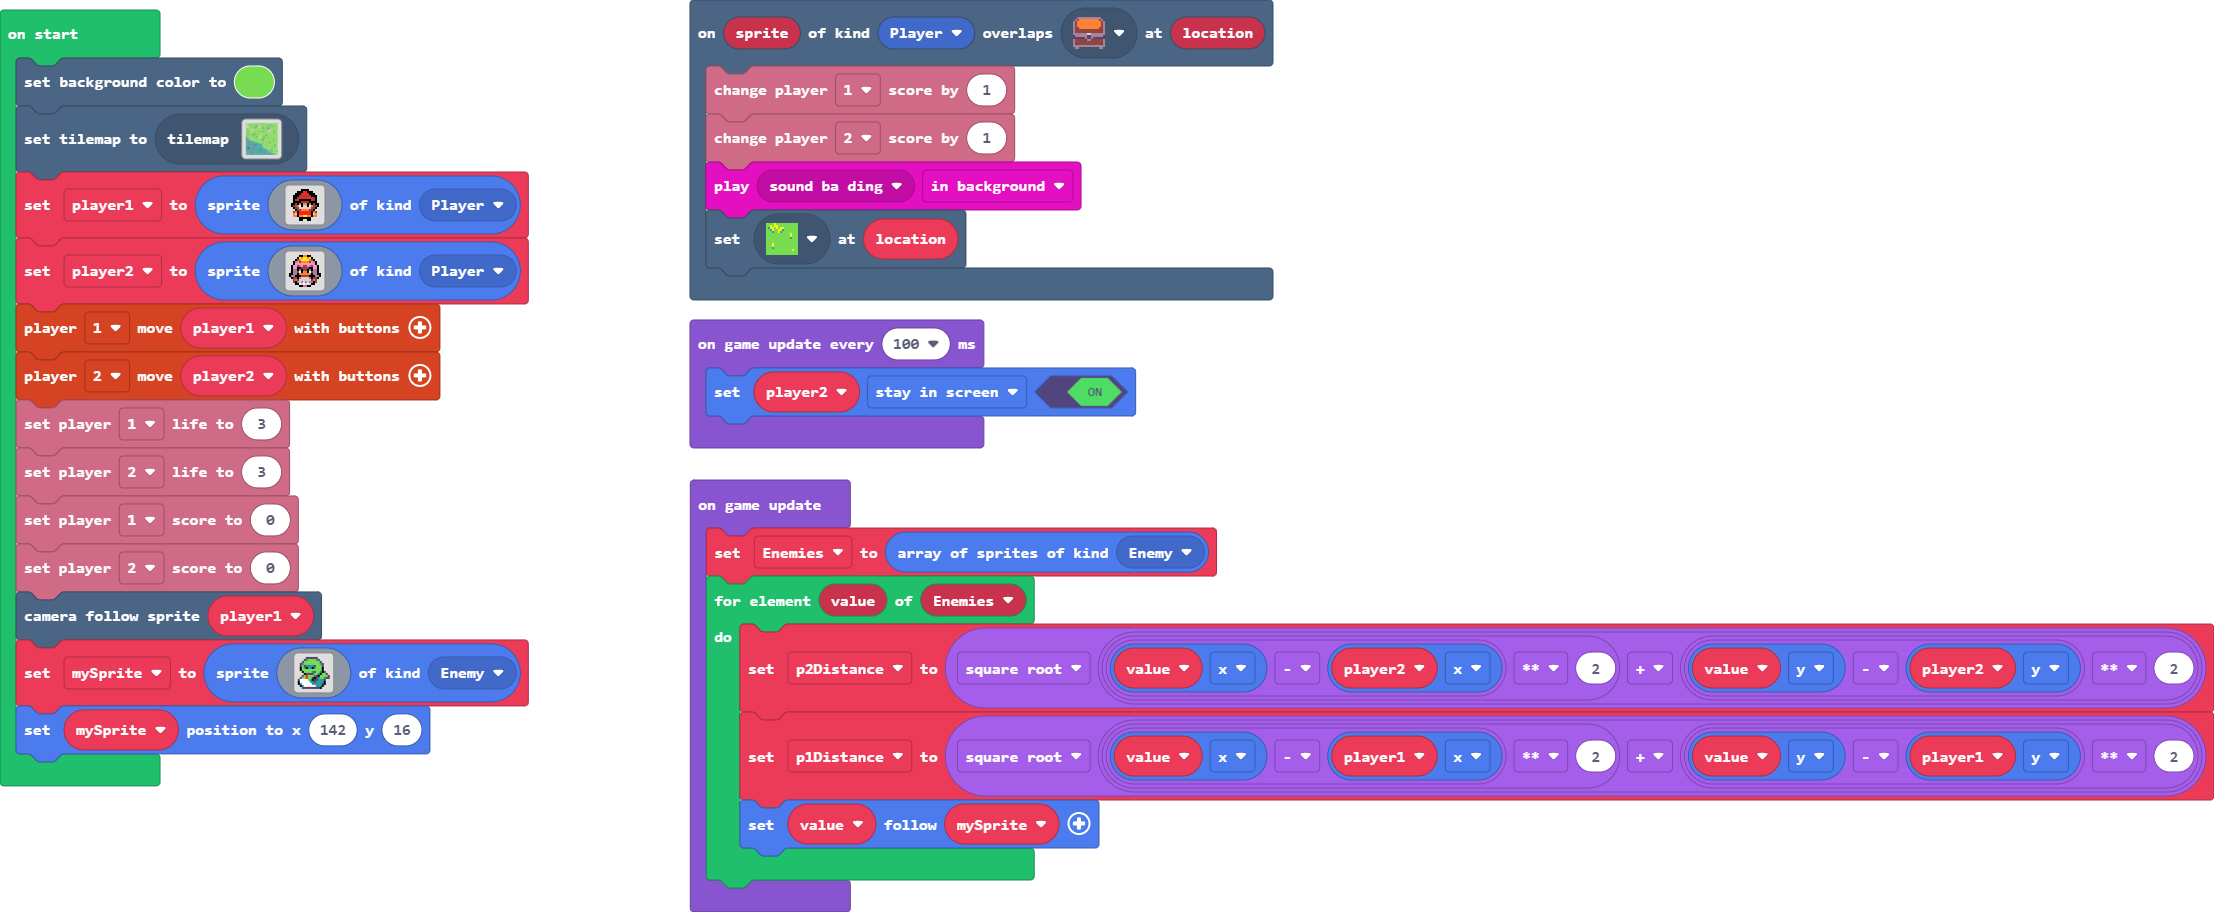 on start
set background color to
set tilemap to tilemap
set player1 to sprite of kind Player
set player2 to sprite of kind Player
player 1 move player1 with buttons
player 2 move player2 with buttons
set player 1 life to 3
set player 2 life to 3
set player 1 score to 0
set player 2 score to 0
camera follow sprite player1
set mySprite to sprite of kind Enemy
set mySprite position to x 142 y 16
on sprite of kind Player overlaps at location
change player 1 score by 1
change player 2 score by 1
play sound ba ding in background
set at location
on game update every 100 ms
set player2 stay in screen ON
on game update
set Enemies to array of sprites of kind Enemy
for element value of Enemies
do
set p2Distance to square root value x - player2 x ** 2 + value y - player2 y ** 2
set p1Distance to square root value x - player1 x ** 2 + value y - player1 y ** 2
set value follow mySprite